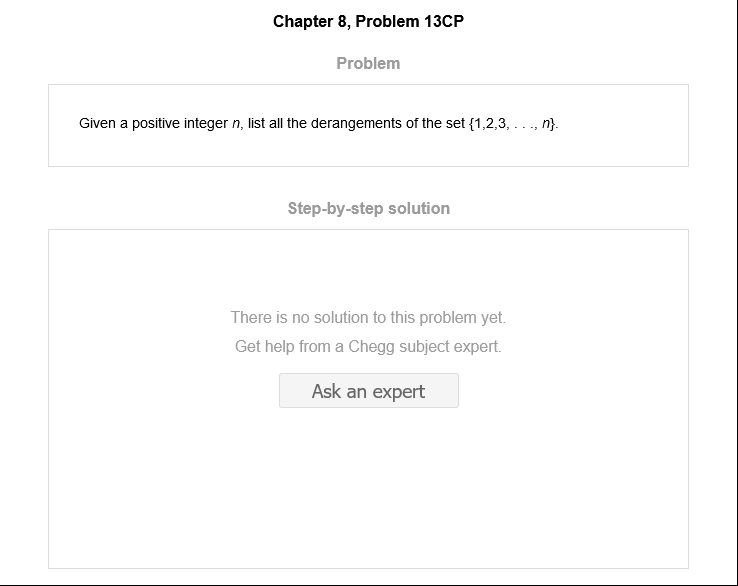 Chapter 8, Problem 13CP
Problem
Given a positive integer n, list all the derangements of the set {1,2,3, . . ., n}.
Step-by-step solution
There is no solution to this problem yet.
Get help from a Chegg subject expert.
Ask an expert